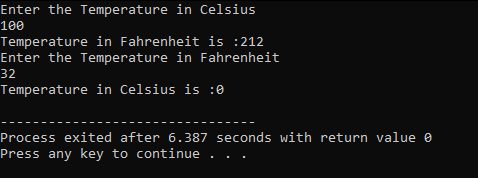 Enter the Temperature in Celsius
100
Temperature in Fahrenheit is :212
Enter the Temperature in Fahrenheit
32
Temperature in Celsius is :0
--------------------------------
Process exited after 6.387 seconds with return value 0
Press any key to continue . . .